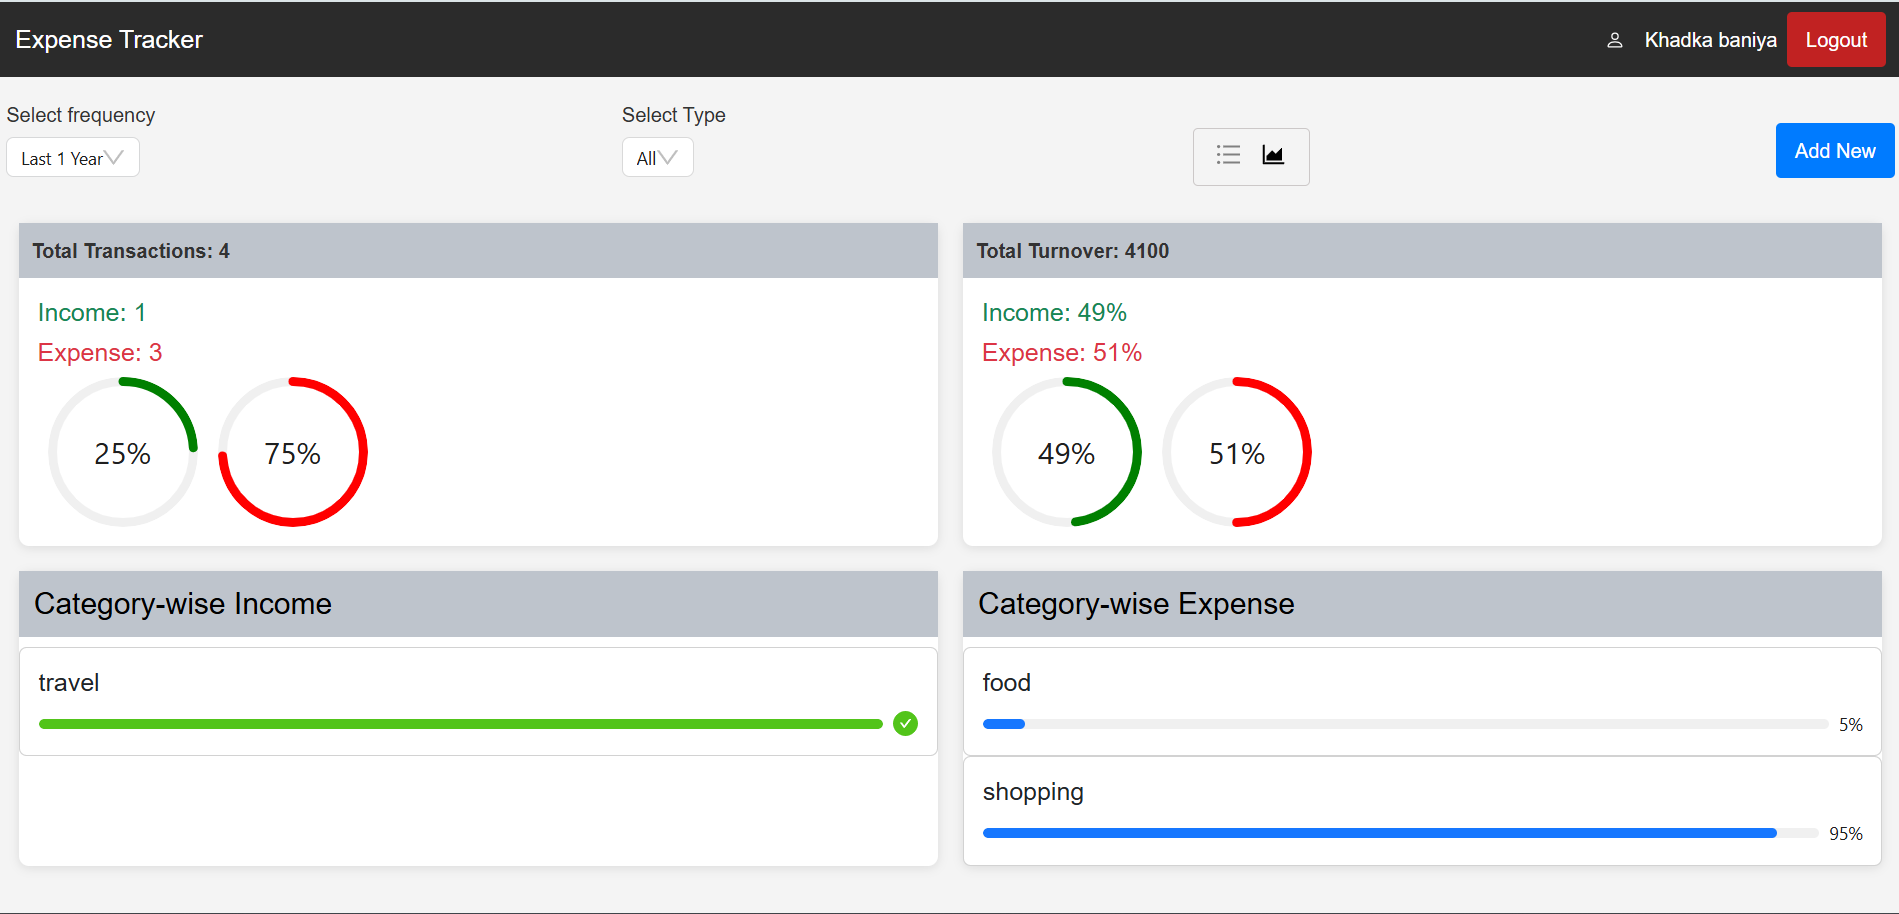 Expense Tracker
Khadka baniya
Logout
Select frequency
Last 1 Year
Select Type
All
Add New
Total Transactions: 4
Income: 1
Expense: 3
25%
75%
Total Turnover: 4100
Income: 49%
Expense: 51%
49%
51%
Category-wise Income
travel
Category-wise Expense
food
5%
shopping
95%